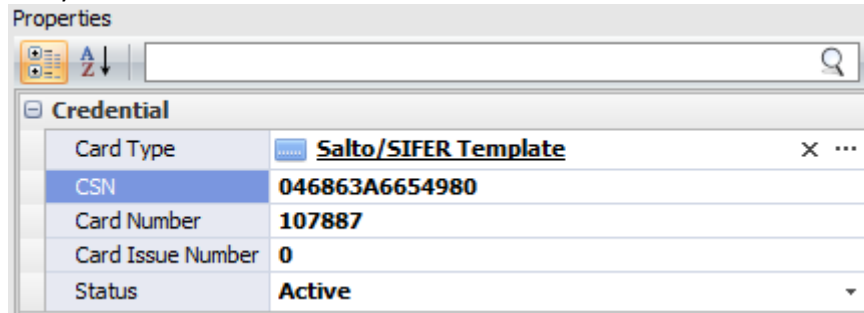 Properties
Credential
Card Type Salto/SIFER Template
CSN 046863A6654980
Card Number 107887
Card Issue Number 0
Status Active